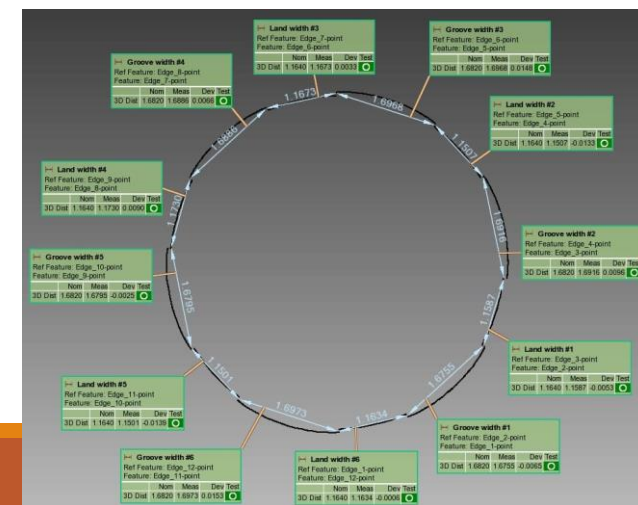 Land width #3
Ref Feature: Edge_7-point
Feature: Edge_6-point
Nom Meas Dev Test
3D Dist 1.1640 1.1673 0.0033
Groove width #3
Ref Feature: Edge_6-point
Feature: Edge_5-point
Nom Meas Dev Test
3D Dist 1.6820 1.6968 0.0148
Groove width #4
Ref Feature: Edge_8-point
Feature: Edge_7-point
Nom Meas Dev Test
3D Dist 1.6820 1.6886 0.0066
1.1673
1.6968
Land width #2
Ref Feature: Edge_5-point
Feature: Edge_4-point
Nom Meas Dev Test
3D Dist 1.1640 1.1507 -0.0133
1.6886
1.1507
Land width #4
Ref Feature: Edge_9-point
Feature: Edge_8-point
Nom Meas Dev Test
3D Dist 1.1640 1.1730 0.0090
1.1730
1.6916
Groove width #2
Ref Feature: Edge_4-point
Feature: Edge_3-point
Nom Meas Dev Test
3D Dist 1.6820 1.6916 0.0096
Groove width #5
Ref Feature: Edge_10-point
Feature: Edge_9-point
Nom Meas Dev Test
3D Dist 1.6820 1.6795 -0.0025
1.6795
1.1587
Land width #1
Ref Feature: Edge_3-point
Feature: Edge_2-point
Nom Meas Dev Test
3D Dist 1.1640 1.1587 -0.0053
Land width #5
Ref Feature: Edge_11-point
Feature: Edge_10-point
Nom Meas Dev Test
3D Dist 1.1640 1.1501 -0.0139
1.1501
1.6755
1.6973
1.1634
Groove width #1
Ref Feature: Edge_2-point
Feature: Edge_1-point
Nom Meas Dev Test
3D Dist 1.6820 1.6755 -0.0065
Groove width #6
Ref Feature: Edge_12-point
Feature: Edge_11-point
Nom Meas Dev Test
3D Dist 1.6820 1.6973 0.0153
Land width #6
Ref Feature: Edge_1-point
Feature: Edge_12-point
Nom Meas Dev Test
3D Dist 1.1640 1.1634 -0.0006